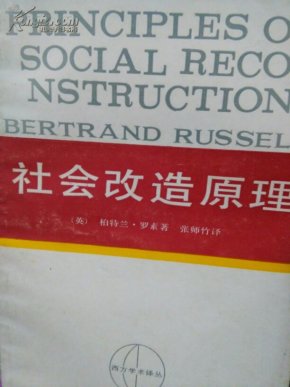 PRINCIPLES O
SOCIAL RECO
NSTRUCTION
BERTRAND RUSSEL
社会改造原理
（英） 柏特兰·罗素著 张师竹译
西方学术译丛